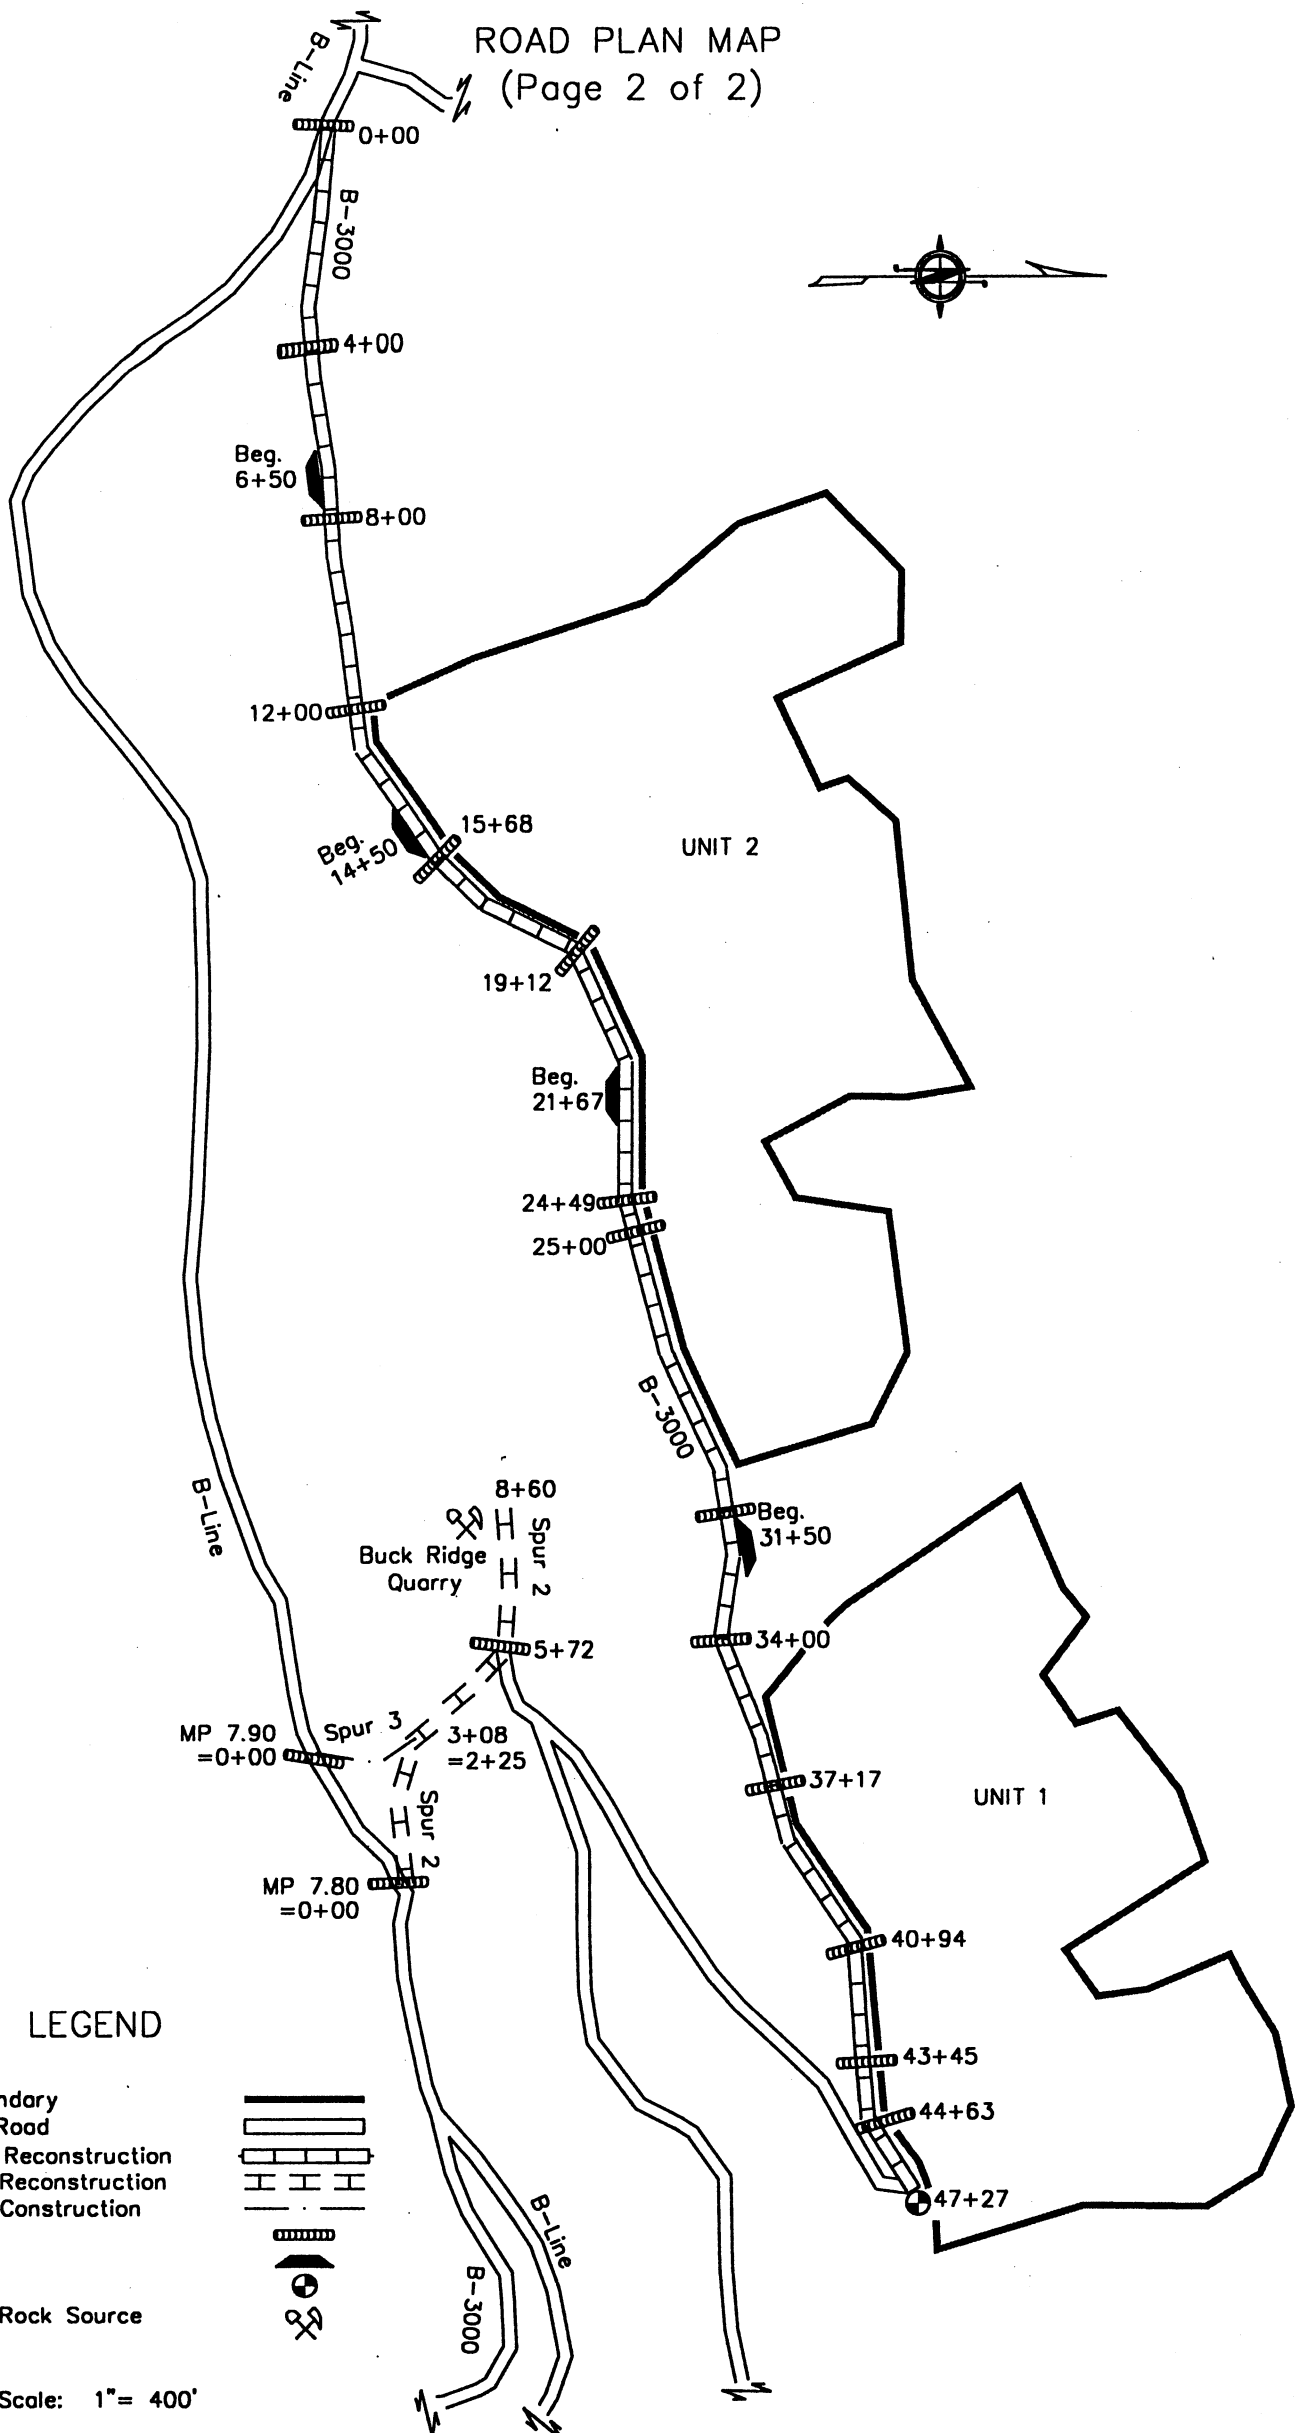 ROAD PLAN MAP
(Page 2 of 2)
B-Line
0+00
B-3000
4+00
Beg.
6+50
8+00
12+00
15+68
Beg.
14+50
UNIT 2
19+12
Beg.
21+67
24+49
25+00
B-3000
B-Line
8+60
Spur 2
Buck Ridge
Quarry
Beg.
31+50
5+72
34+00
MP 7.90
=0+00
Spur 3
3+08
=2+25
37+17
UNIT 1
Spur 2
MP 7.80
=0+00
40+94
43+45
44+63
47+27
LEGEND
ndary
Road
Reconstruction
Reconstruction
Construction
Rock Source
B-Line
B-3000
Scale: 1"= 400'